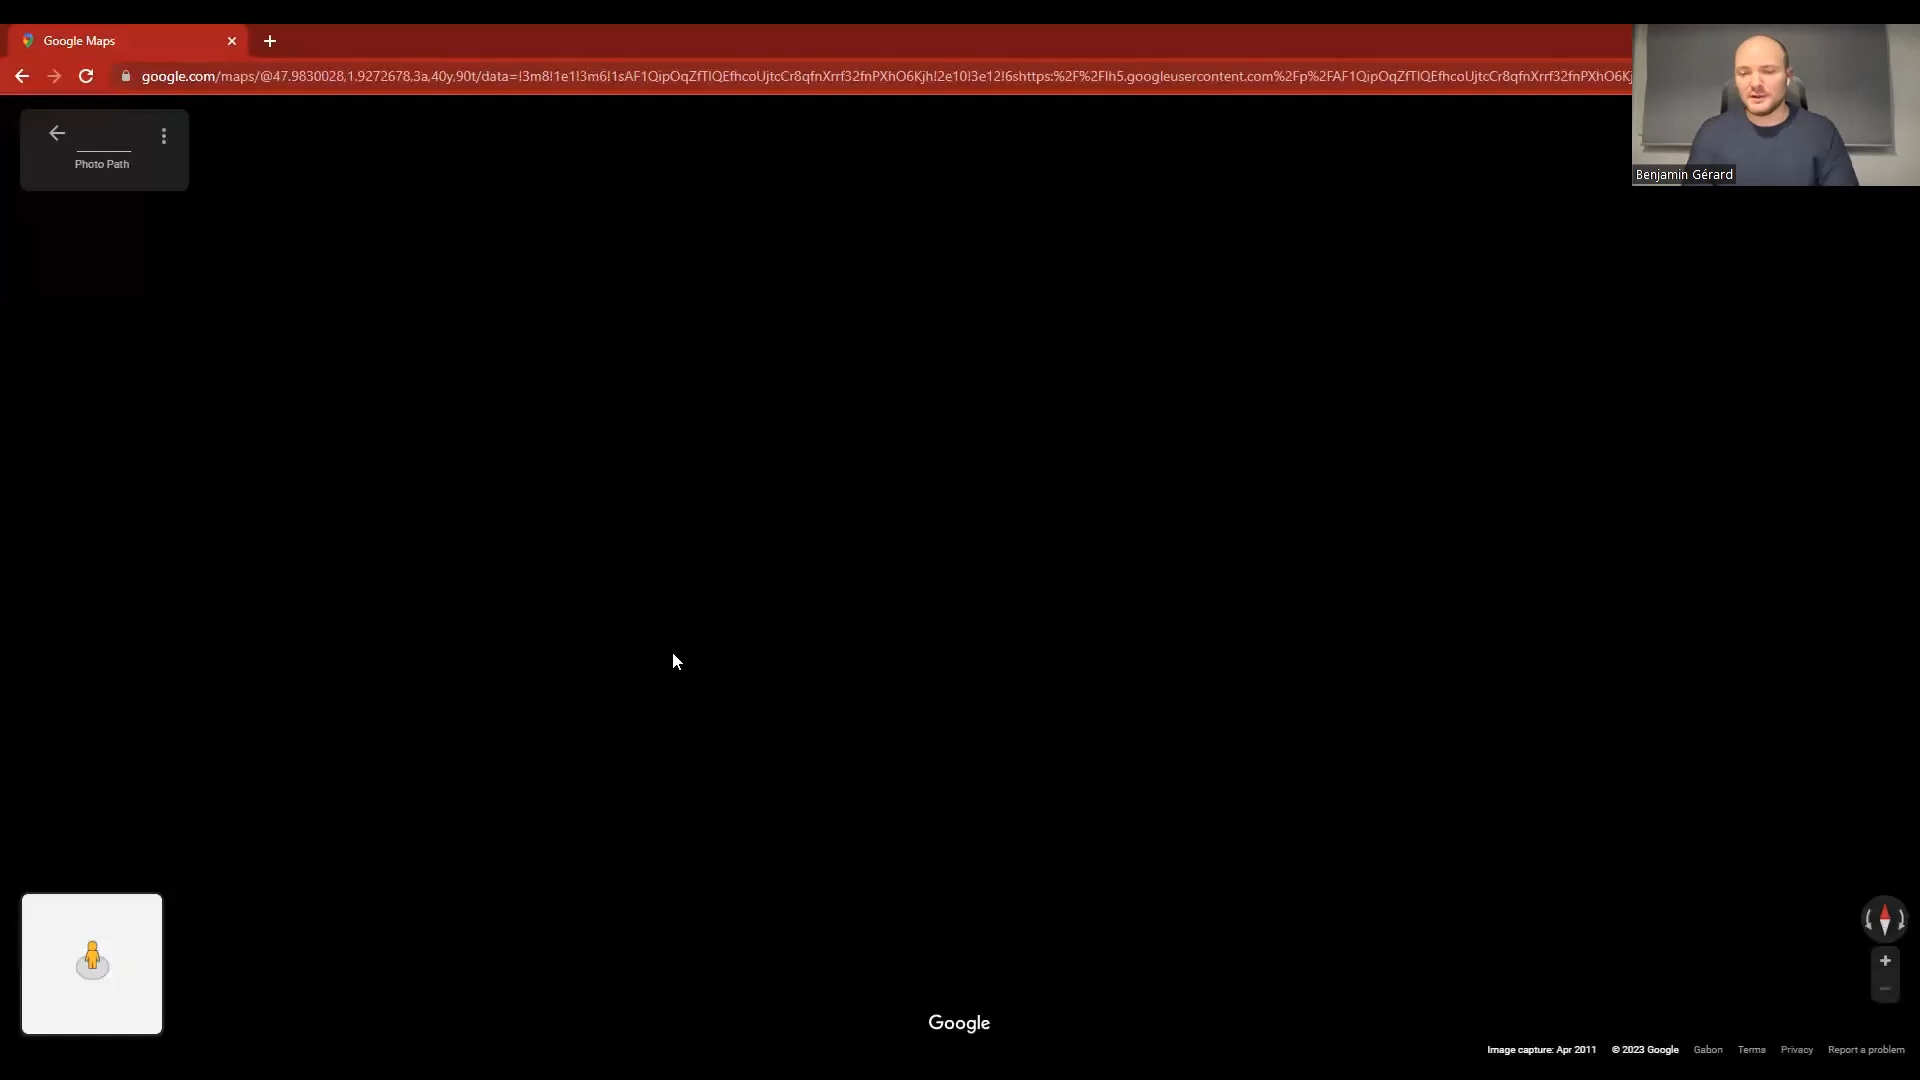 Google Maps
google.com/maps/@47.9830028,1.9272678,3a,40y,90t/data=!3m8!1e1!3m6!1sAF1QipOqZfTlQEfhcoUjtcCr8qfnXrrf32fnPXhO6Kjh!2e10!3e12!6shttps:%2F%2Flh5.googleusercontent.com%2Fp%2FAF1QipOqZfTlQEfhcoUjtcCr8qfnXrrf32fnPXhO6Kj
Benjamin Gérard
Photo Path
Google
Image capture: Apr 2011 © 2023 Google Gabon Terms Privacy Report a problem